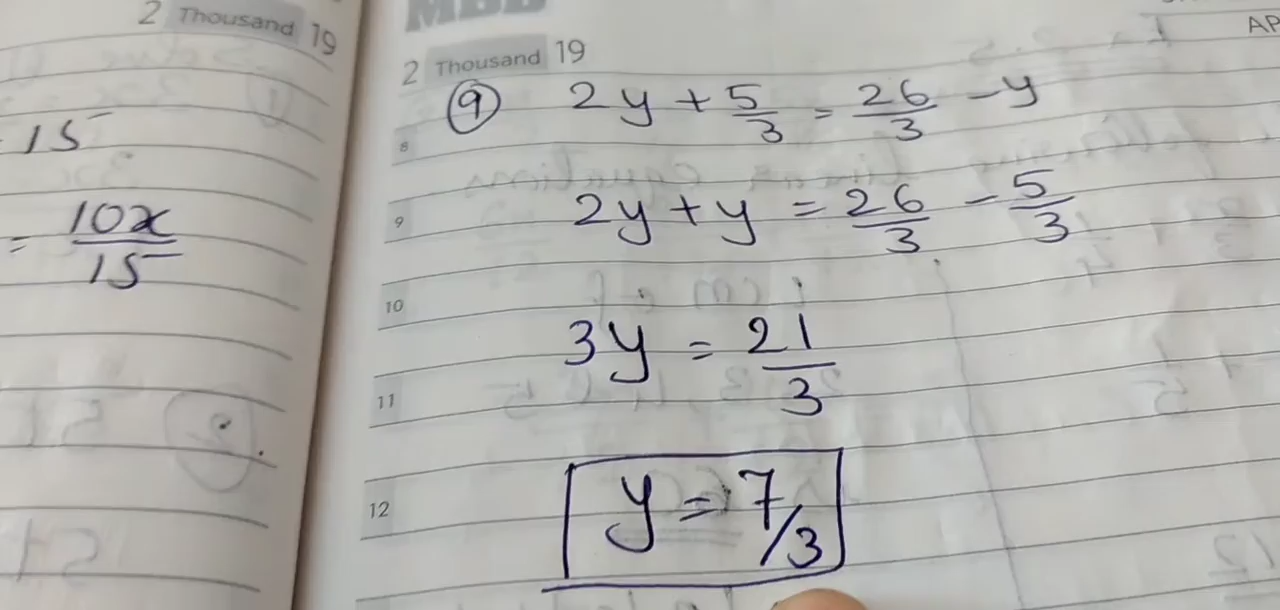 2 Thousand 19
- 15
= 10x/15
MBD
2 Thousand 19
⑨ 2y + 5/3 = 26/3 - y
8
9 2y + y = 26/3 - 5/3
10
3y = 21/3
11
12 y = 7/3
AP